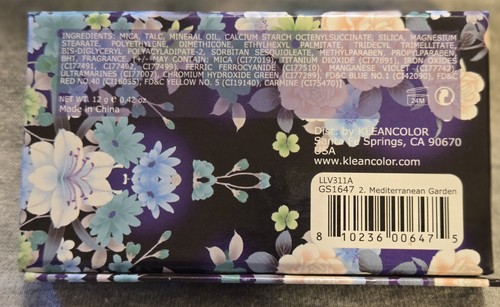 INGREDIENTS: MICA, TALC, MINERAL OIL, CALCIUM STARCH OCTENYLSUCCINATE, SILICA, MAGNESIUM
STEARATE, POLYETHYLENE, DIMETHICONE, ETHYLHEXYL PALMITATE, TRIDECYL TRIMELLITATE,
BIS-DIGLYCERYL POLYACYLADIPATE-2, SORBITAN SESQUIOLEATE, METHYLPARABEN, PROPYLPARABEN,
BHT, FRAGRANCE, [+/-/MAY CONTAIN: MICA (CI77019), TITANIUM DIOXIDE (CI77891), IRON OXIDES
(CI77491, CI77492, CI77499), FERRIC FERROCYANIDE (CI77510), MANGANESE VIOLET (CI77742),
ULTRAMARINES (CI77007), CHROMIUM HYDROXIDE GREEN (CI77289), FD&C BLUE NO.1 (CI42090), FD&C
RED NO.40 (CI16035), FD&C YELLOW NO. 5 (CI19140), CARMINE (CI75470)]
NET WT. 12 g ℮ 0.42 oz
Made in China
24M
Dist. by KLEANCOLOR
Santa Fe Springs, CA 90670
USA
www.kleancolor.com
LLV311A
GS1647 2. Mediterranean Garden
8 10236 00647 5